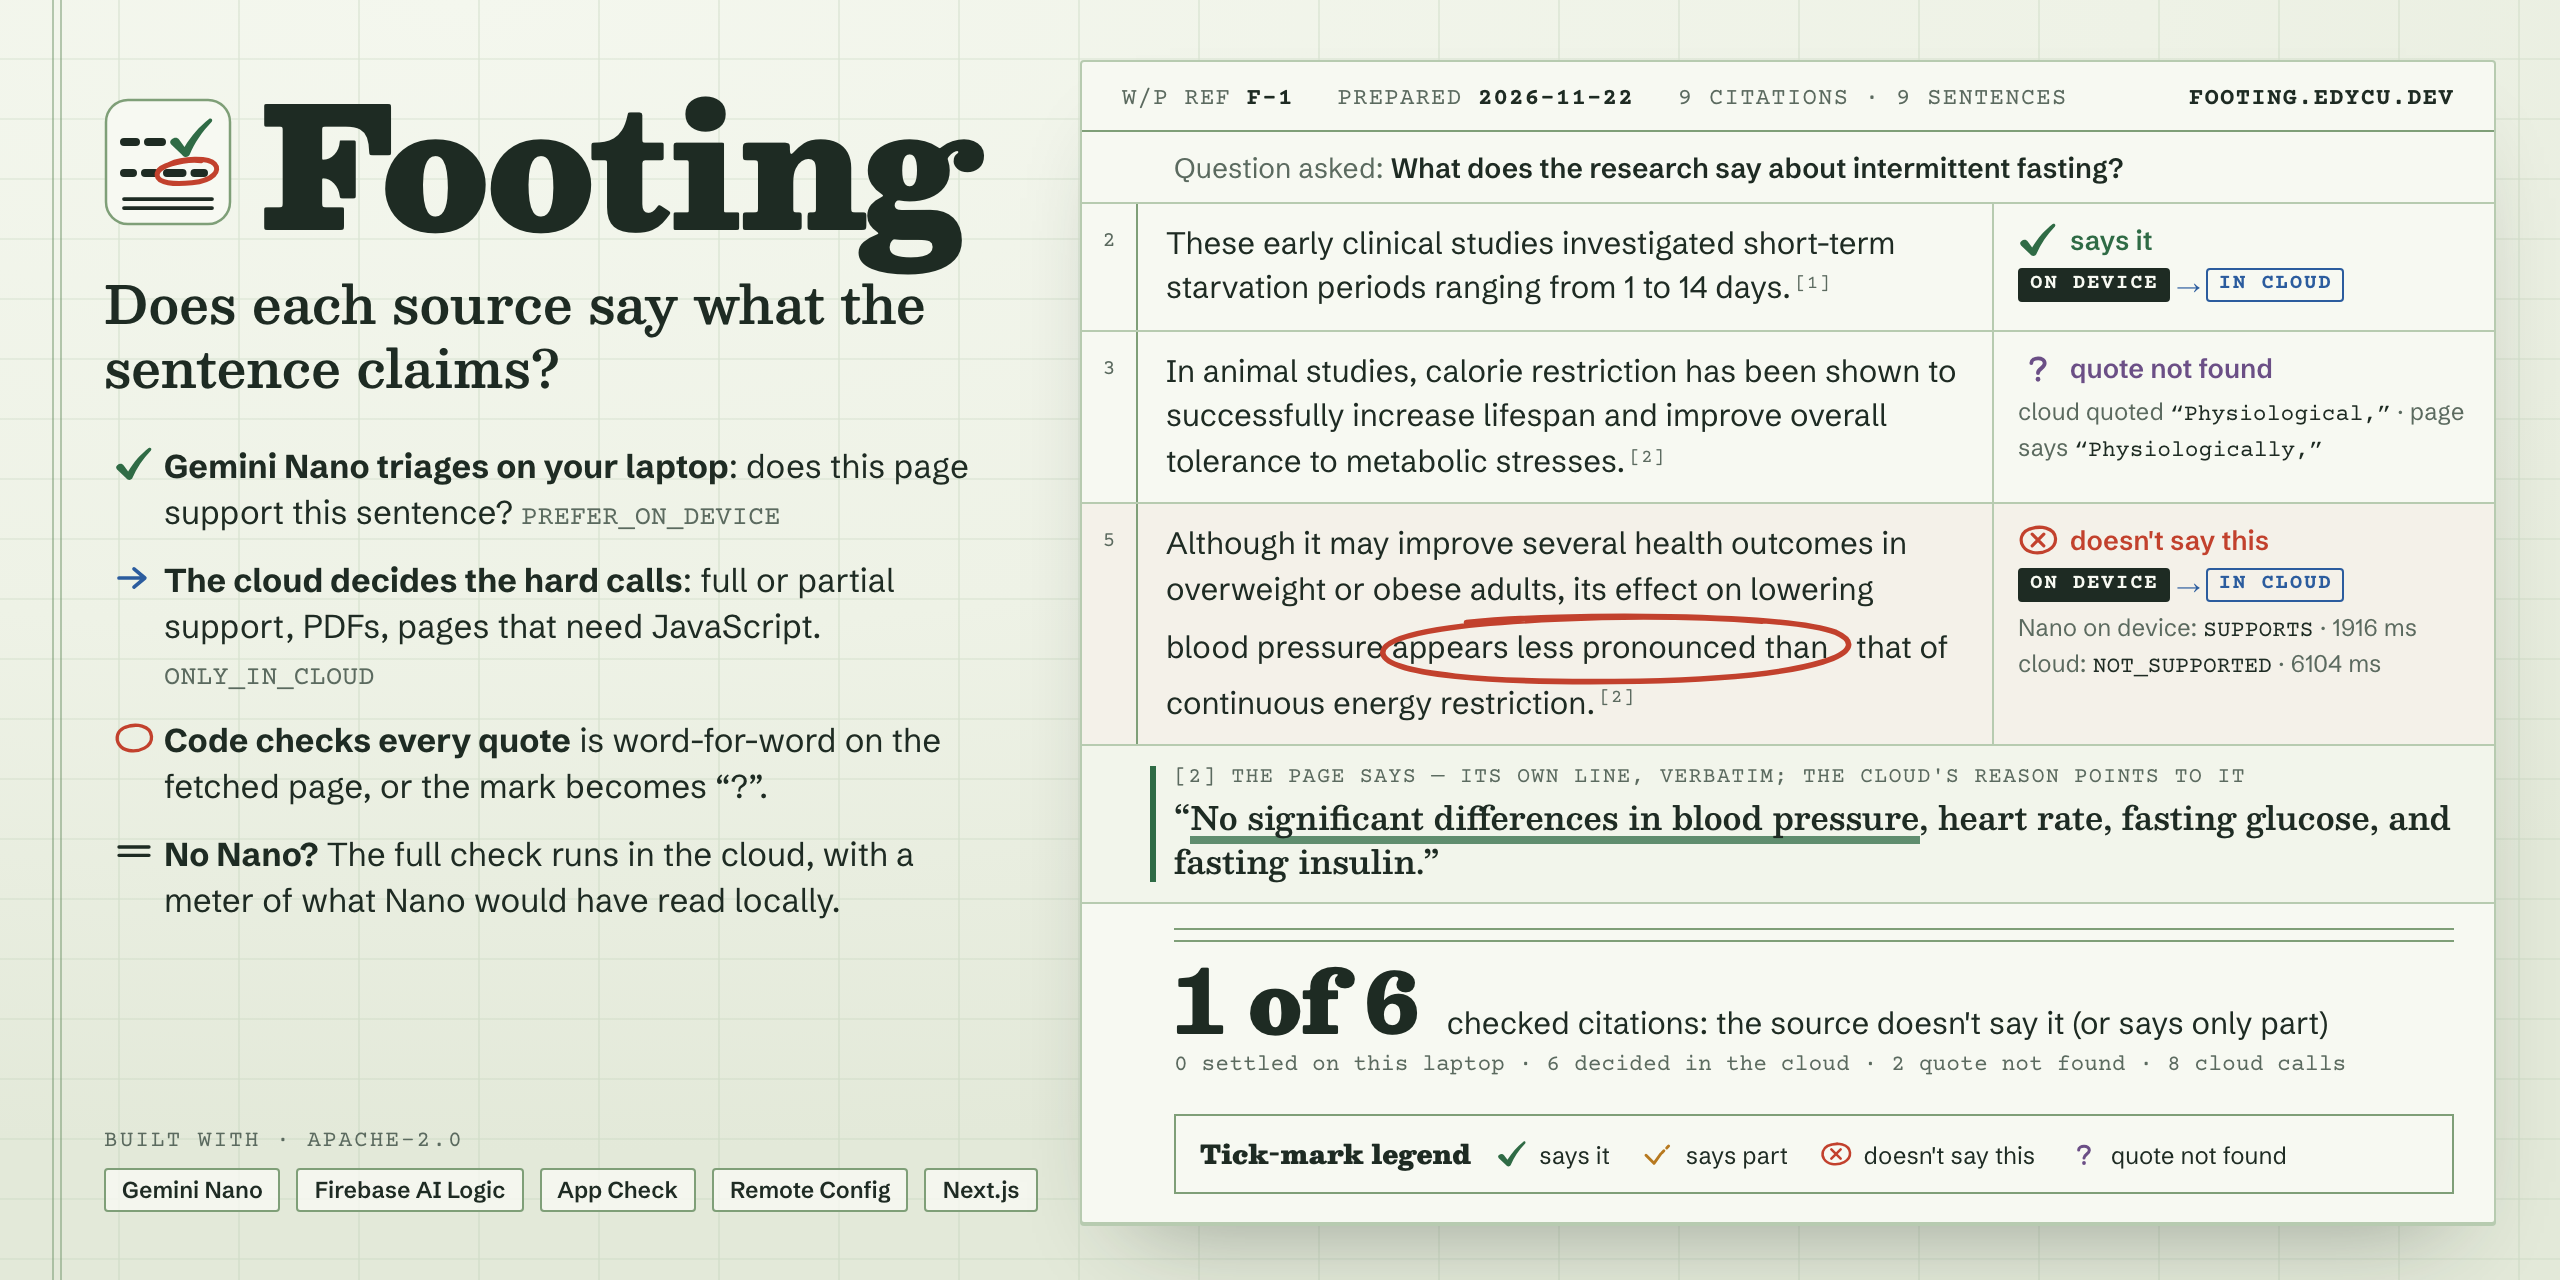 Footing
Does each source say what the
sentence claims?
Gemini Nano triages on your laptop: does this page
support this sentence? PREFER_ON_DEVICE
The cloud decides the hard calls: full or partial
support, PDFs, pages that need JavaScript.
ONLY_IN_CLOUD
Code checks every quote is word-for-word on the
fetched page, or the mark becomes “?”.
No Nano? The full check runs in the cloud, with a
meter of what Nano would have read locally.
BUILT WITH · APACHE-2.0
Gemini Nano Firebase AI Logic App Check Remote Config Next.js
W/P REF F-1 PREPARED 2026-11-22 9 CITATIONS · 9 SENTENCES FOOTING.EDYCU.DEV
Question asked: What does the research say about intermittent fasting?
2
These early clinical studies investigated short-term
starvation periods ranging from 1 to 14 days. [1]
says it
ON DEVICE → IN CLOUD
3
In animal studies, calorie restriction has been shown to
successfully increase lifespan and improve overall
tolerance to metabolic stresses. [2]
? quote not found
cloud quoted “Physiological,” · page
says “Physiologically,”
5
Although it may improve several health outcomes in
overweight or obese adults, its effect on lowering
blood pressure appears less pronounced than that of
continuous energy restriction. [2]
doesn't say this
ON DEVICE → IN CLOUD
Nano on device: SUPPORTS · 1916 ms
cloud: NOT_SUPPORTED · 6104 ms
[2] THE PAGE SAYS — ITS OWN LINE, VERBATIM; THE CLOUD'S REASON POINTS TO IT
“No significant differences in blood pressure, heart rate, fasting glucose, and
fasting insulin.”
1 of 6 checked citations: the source doesn't say it (or says only part)
0 settled on this laptop · 6 decided in the cloud · 2 quote not found · 8 cloud calls
Tick-mark legend says it says part doesn't say this ? quote not found